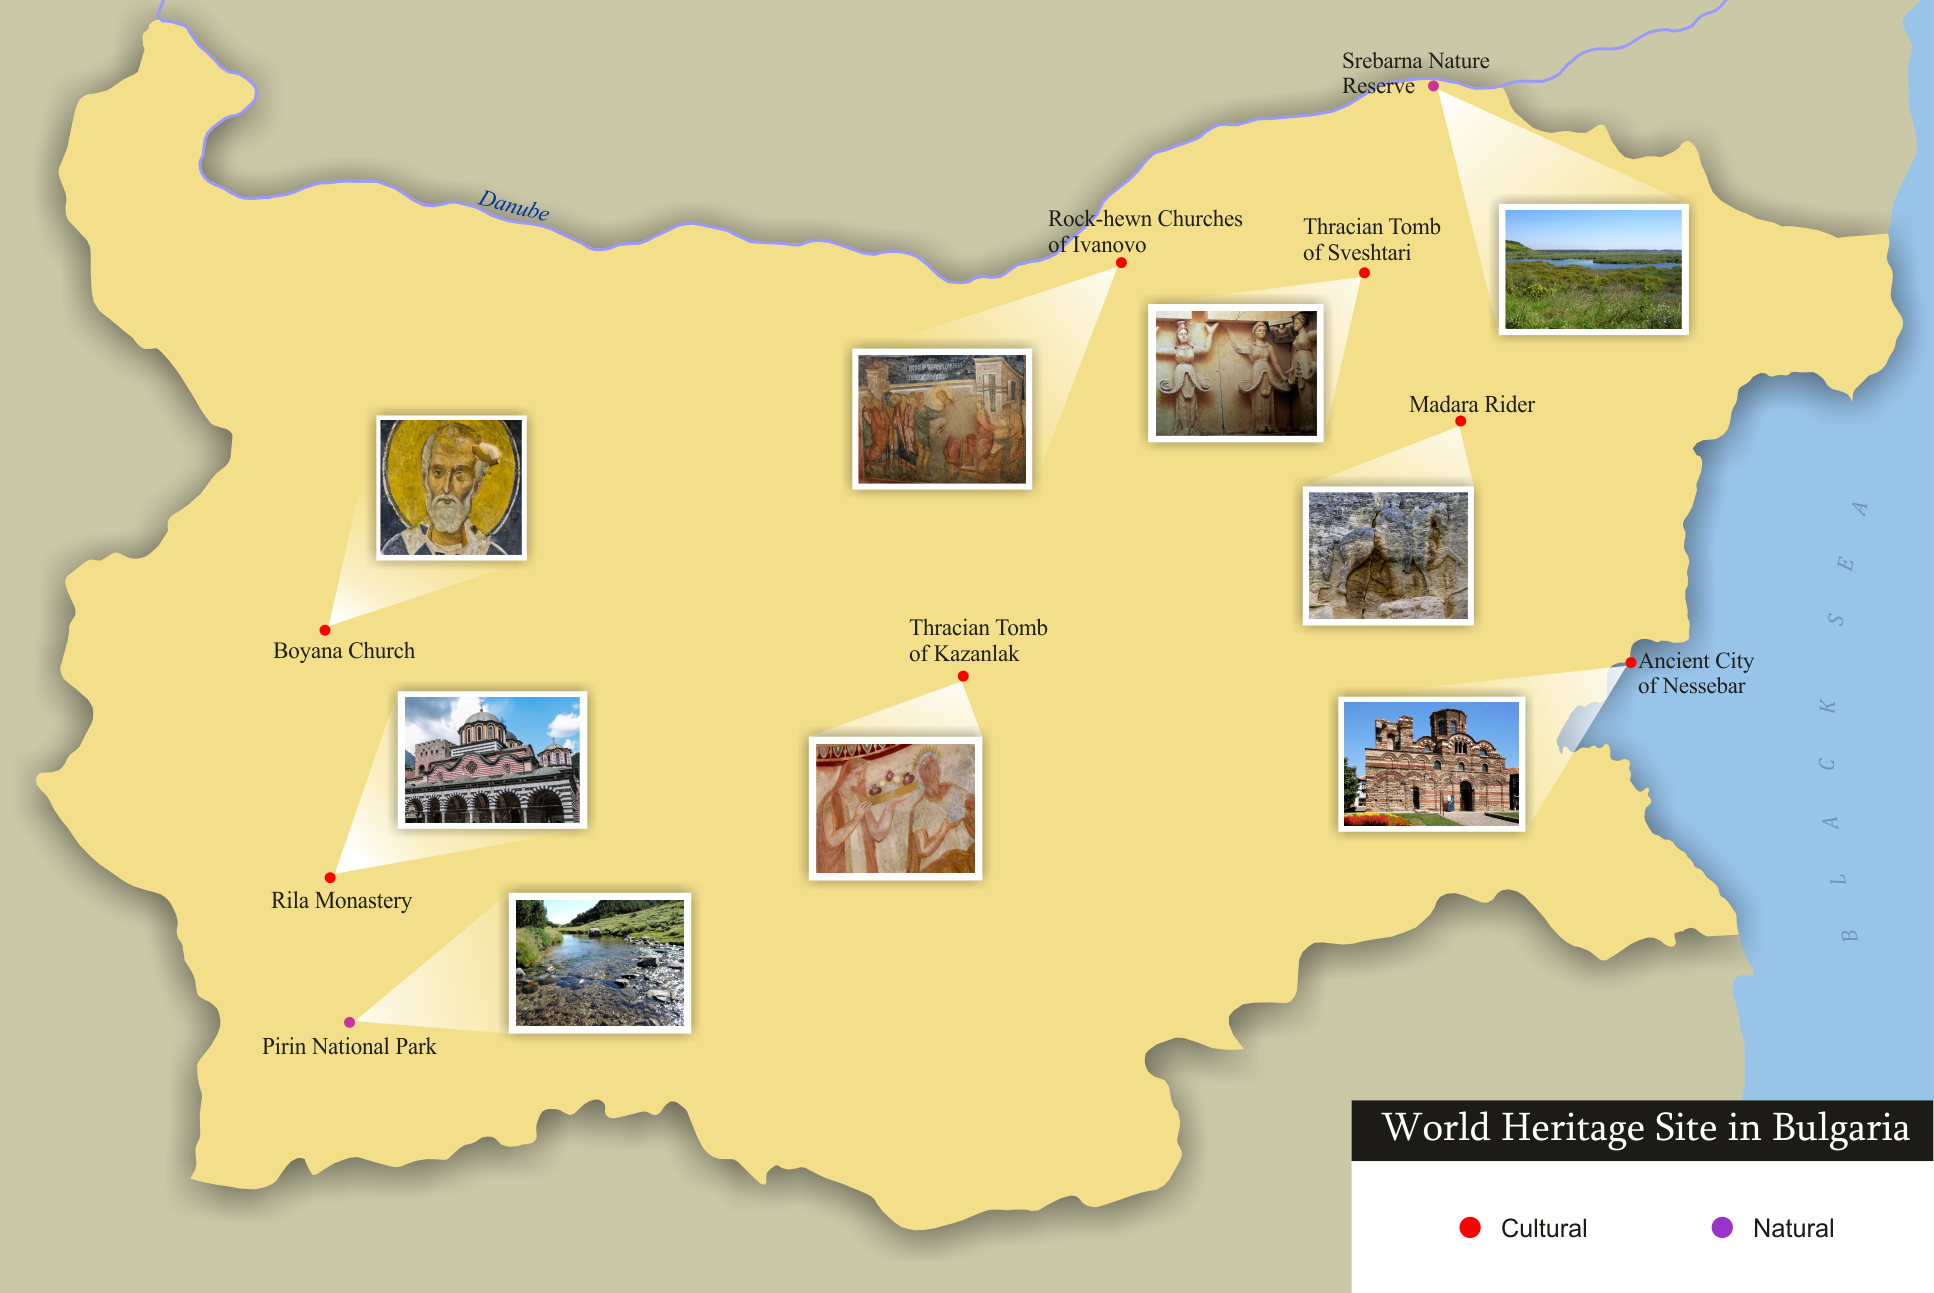 Srebarna Nature
Reserve
Danube
Rock-hewn Churches
of Ivanovo
Thracian Tomb
of Sveshtari
Madara Rider
Boyana Church
Thracian Tomb
of Kazanlak
Ancient City
of Nessebar
BLACK SEA
Rila Monastery
Pirin National Park
World Heritage Site in Bulgaria
Cultural
Natural